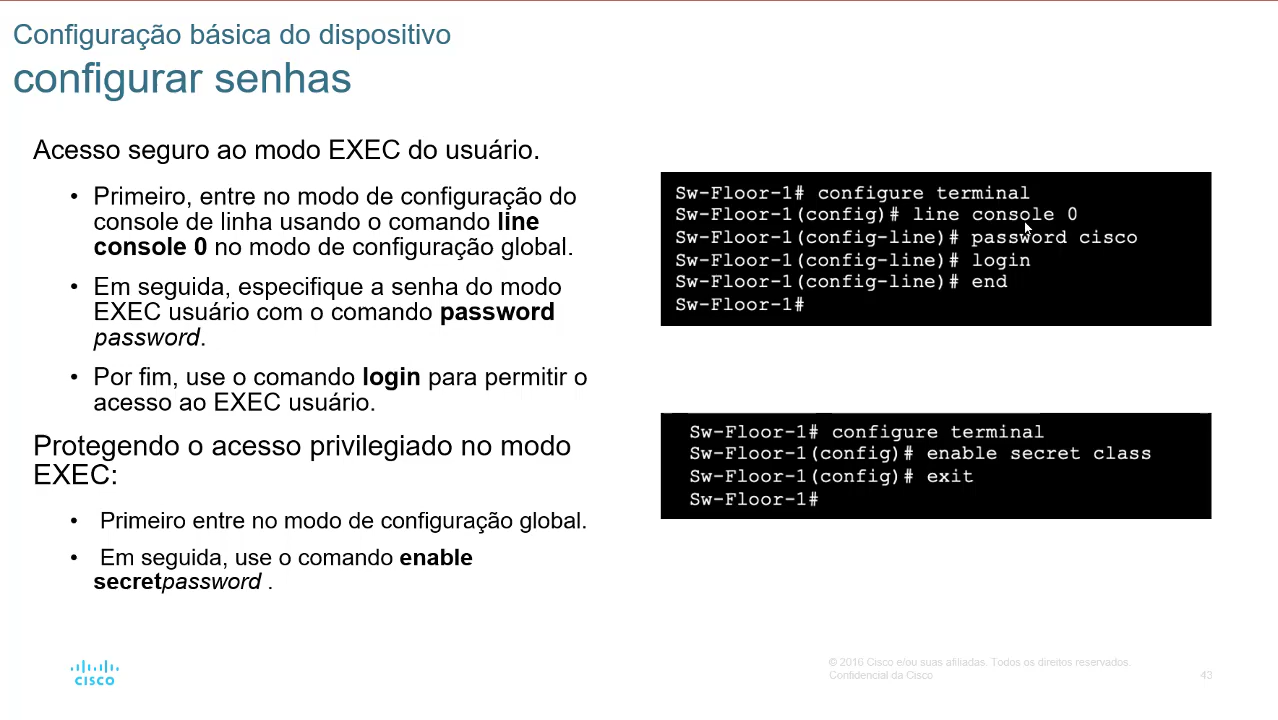 Configuração básica do dispositivo
configurar senhas
Acesso seguro ao modo EXEC do usuário.
• Primeiro, entre no modo de configuração do
console de linha usando o comando line
console 0 no modo de configuração global.
• Em seguida, especifique a senha do modo
EXEC usuário com o comando password
password.
• Por fim, use o comando login para permitir o
acesso ao EXEC usuário.
Protegendo o acesso privilegiado no modo
EXEC:
• Primeiro entre no modo de configuração global.
• Em seguida, use o comando enable
secretpassword .
Sw-Floor-1# configure terminal
Sw-Floor-1(config)# line console 0
Sw-Floor-1(config-line)# password cisco
Sw-Floor-1(config-line)# login
Sw-Floor-1(config-line)# end
Sw-Floor-1#
Sw-Floor-1# configure terminal
Sw-Floor-1(config)# enable secret class
Sw-Floor-1(config)# exit
Sw-Floor-1#
CISCO
© 2016 Cisco e/ou suas afiliadas. Todos os direitos reservados.
Confidencial da Cisco
43